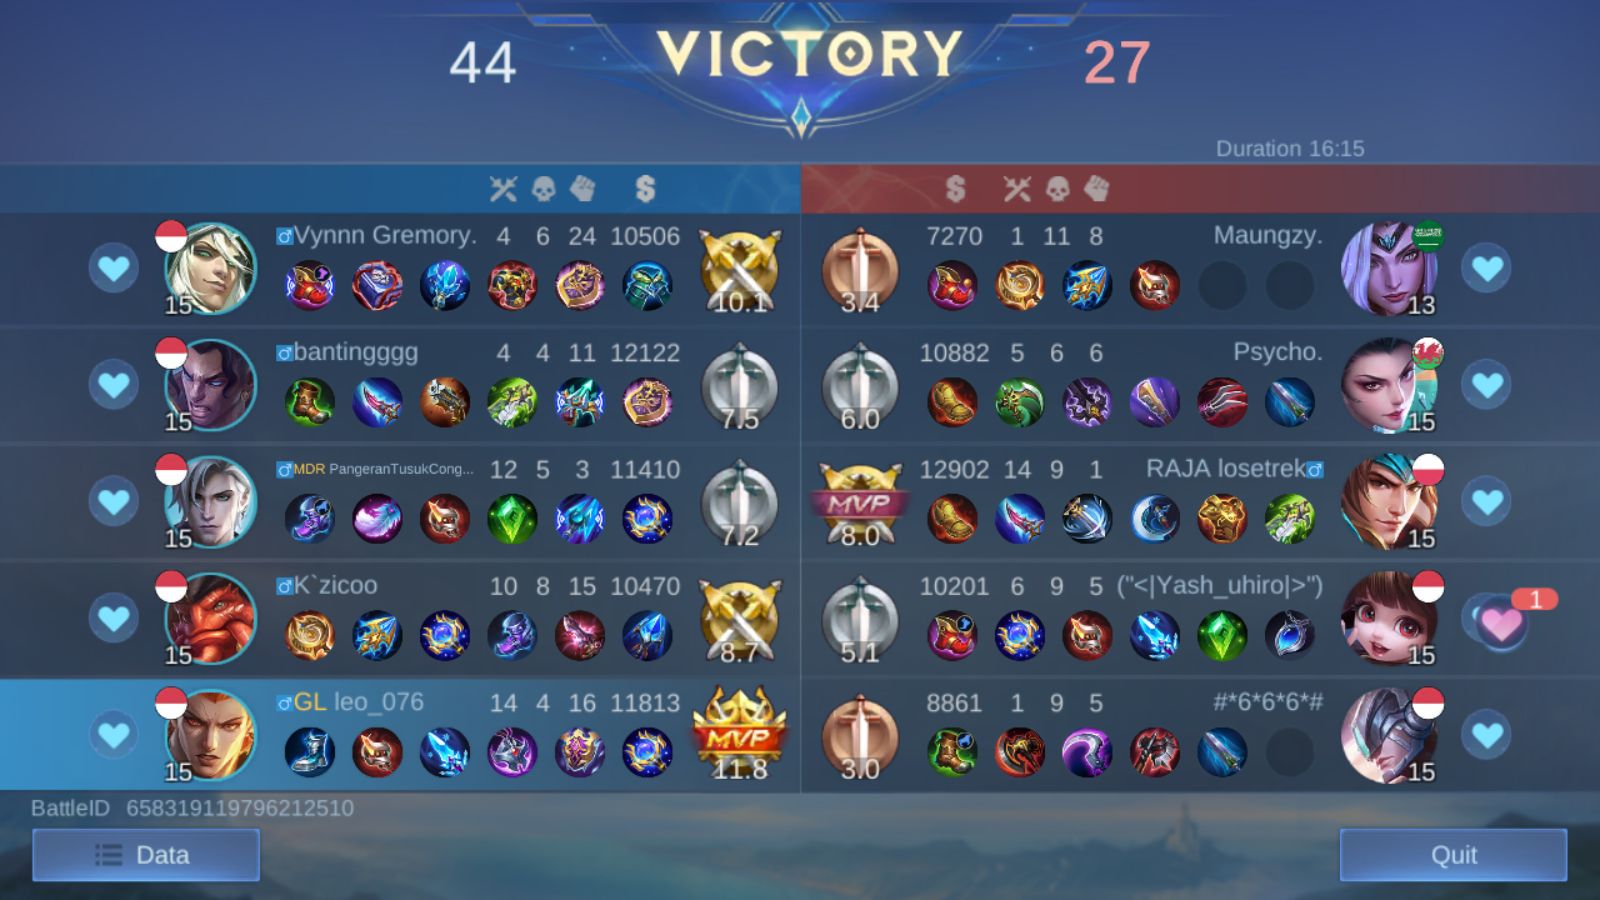 44 VICTORY 27
Duration 16:15
Vynnn Gremory. 4 6 24 10506
15 10.1
7270 1 11 8 Maungzy.
3.4 13
bantingggg 4 4 11 12122
15 7.5
10882 5 6 6 Psycho.
6.0 15
MDR PangeranTusukCong... 12 5 3 11410
15 7.2
12902 14 9 1 RAJA losetrek
MVP
8.0 15
K`zicoo 10 8 15 10470
15 8.7
10201 6 9 5 ("<|Yash_uhiro|>")
1
5.1 15
GL leo_076 14 4 16 11813
MVP
15 11.8
8861 1 9 5 #*6*6*6*#
3.0 15
BattleID 658319119796212510
Data
Quit